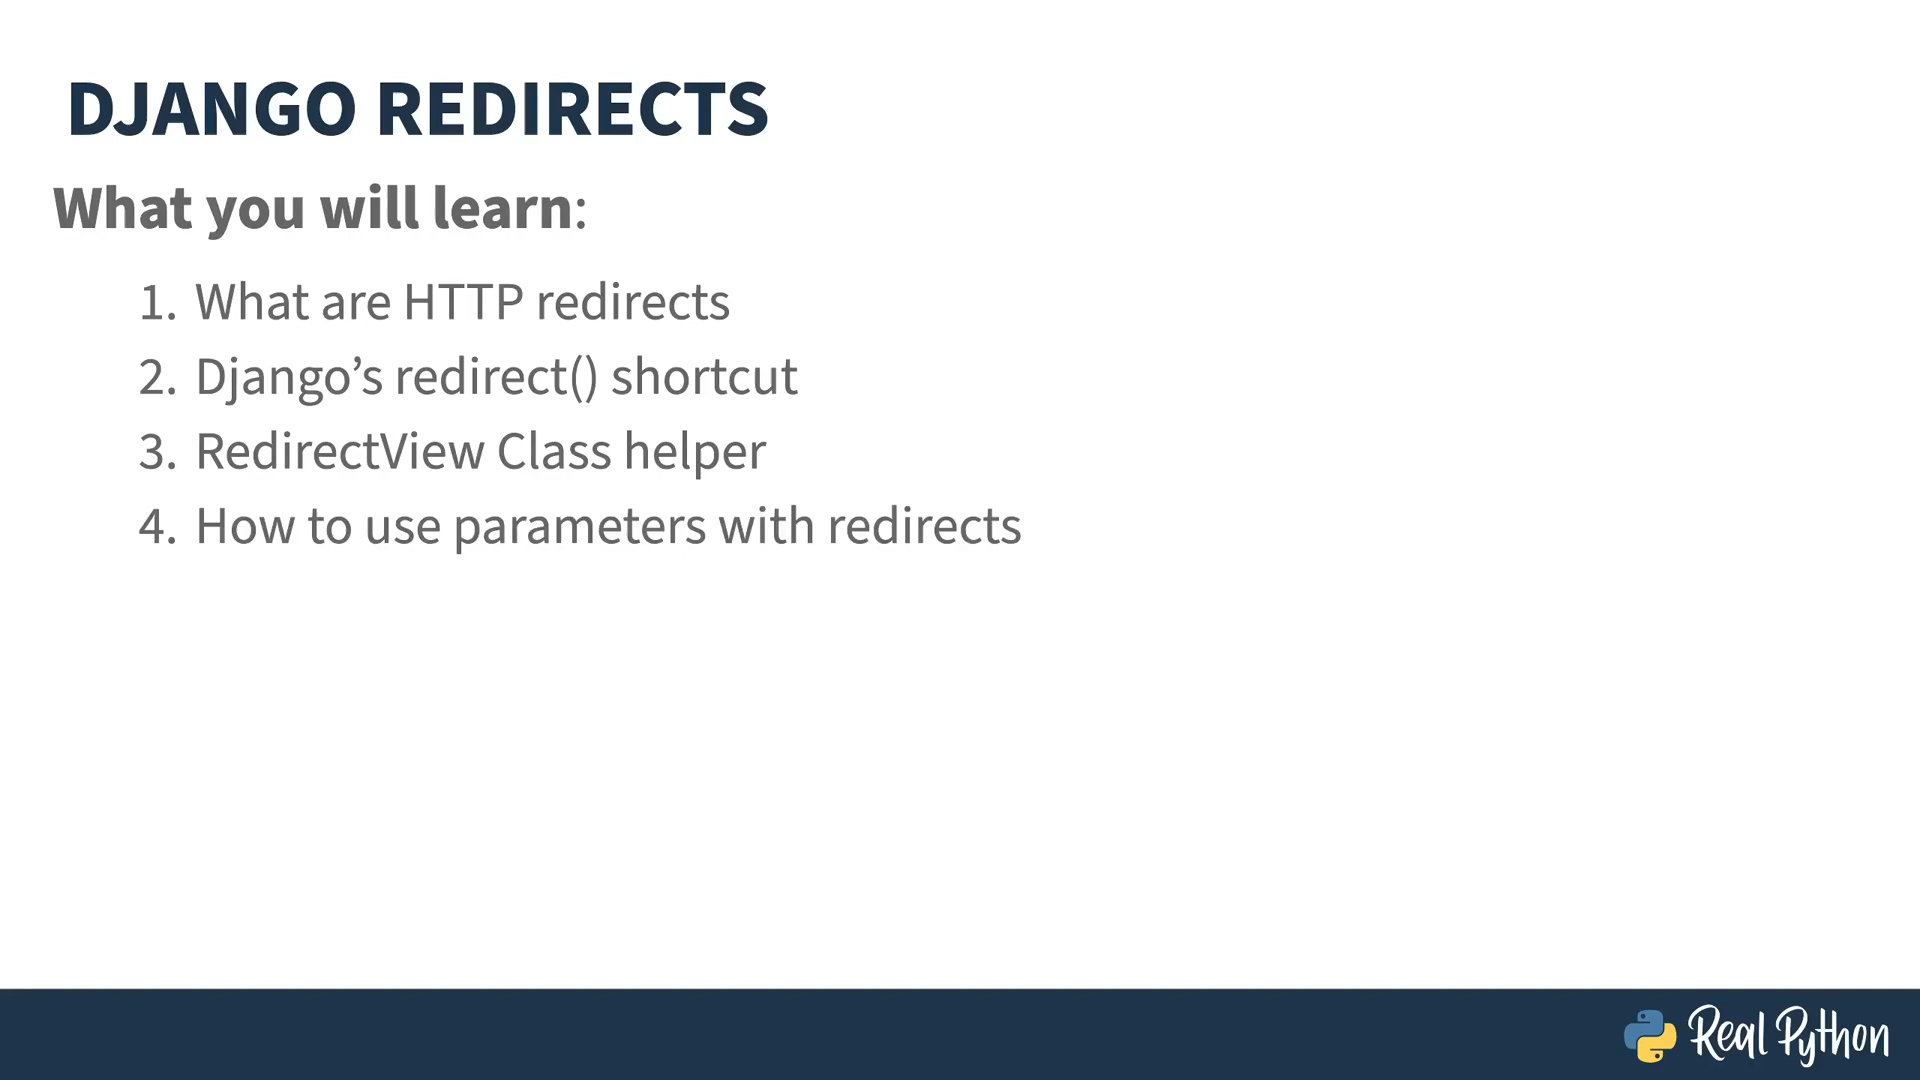 DJANGO REDIRECTS
What you will learn:
1. What are HTTP redirects
2. Django’s redirect() shortcut
3. RedirectView Class helper
4. How to use parameters with redirects
Real Python